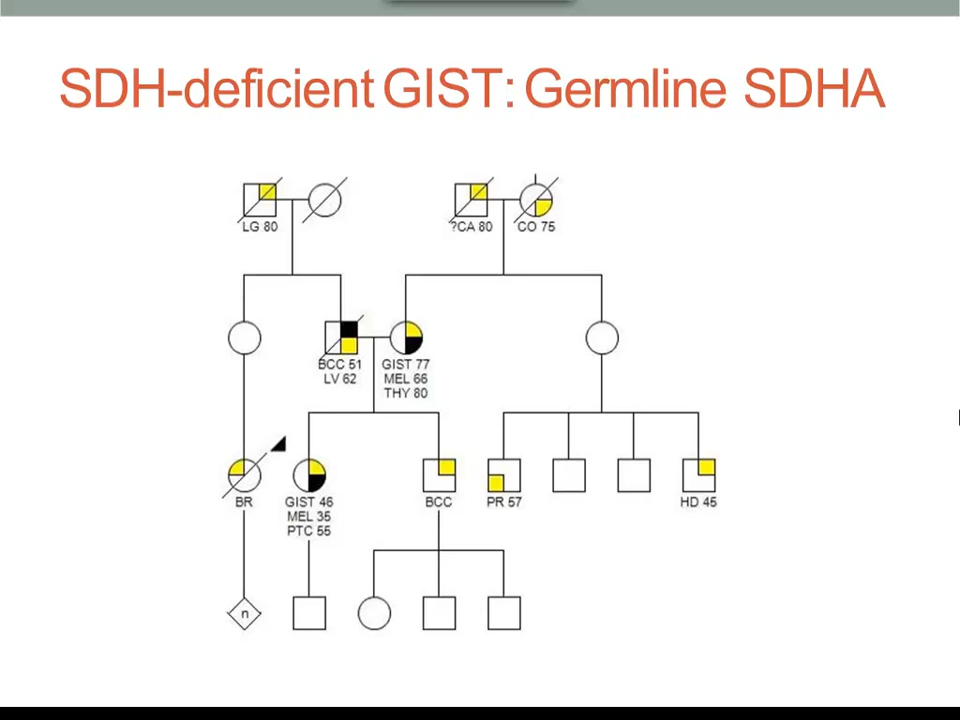 SDH-deficient GIST: Germline SDHA
LG 80
?CA 80
CO 75
BCC 51
LV 62
GIST 77
MEL 66
THY 80
BR
GIST 46
MEL 35
PTC 55
BCC
PR 57
HD 45
n